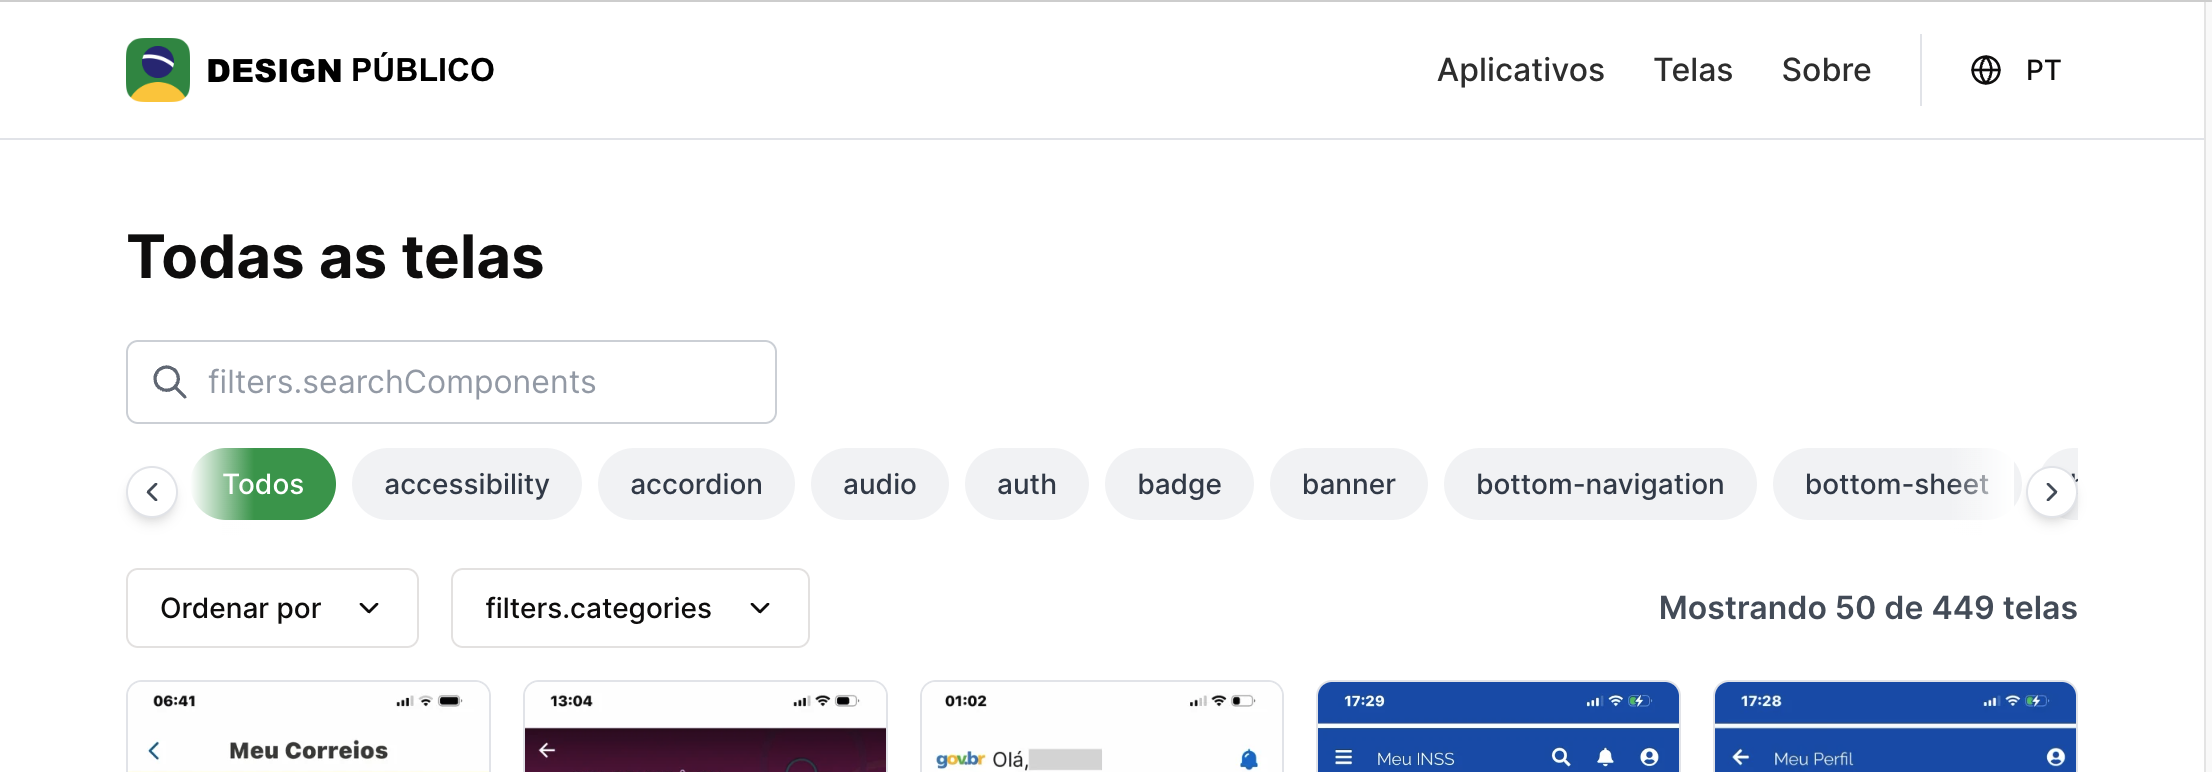 DESIGN PÚBLICO
Aplicativos Telas Sobre PT
Todas as telas
filters.searchComponents
Todos accessibility accordion audio auth badge banner bottom-navigation bottom-sheet
Ordenar por filters.categories Mostrando 50 de 449 telas
06:41 13:04 01:02 17:29 17:28
Meu Correios gov.br Olá, Meu INSS Meu Perfil